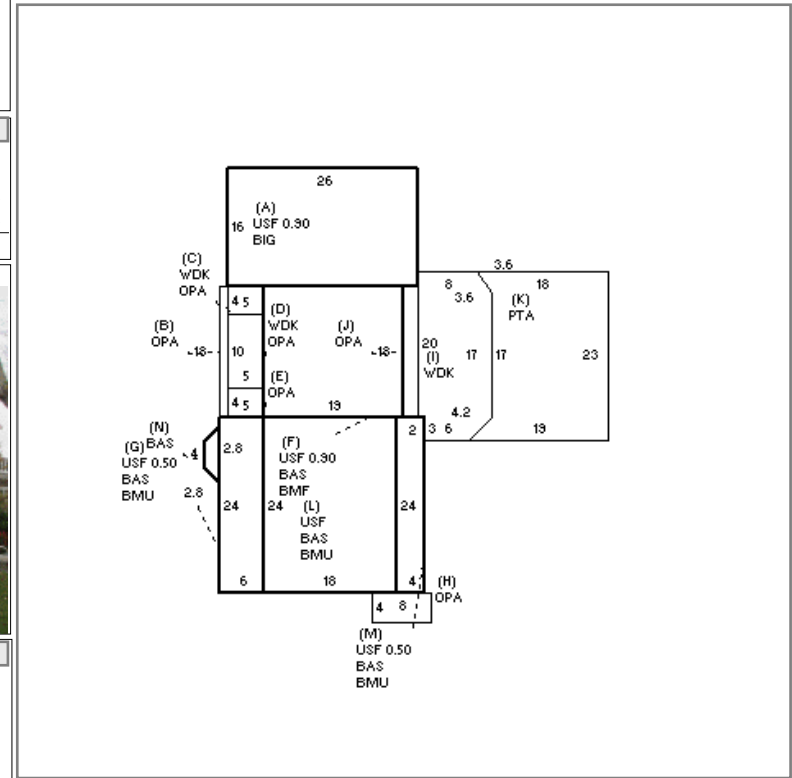 26
(A)
16 USF 0.90
BIG
(C)
WDK
OPA
3.6
8
3.6
18
(K)
PTA
4 5
(D)
WDK
OPA
(B)
OPA
18
10
(J)
OPA
18
20
(I)
WDK
17
17
23
5
(E)
OPA
4 5
19
4.2
2
3 6
19
(N)
BAS
4
(G)
USF 0.50
BAS
BMU
2.8
2.8
(F)
USF 0.90
BAS
BMF
24
24
(L)
USF
BAS
BMU
24
6
18
4
(H)
OPA
4 8
(M)
USF 0.50
BAS
BMU